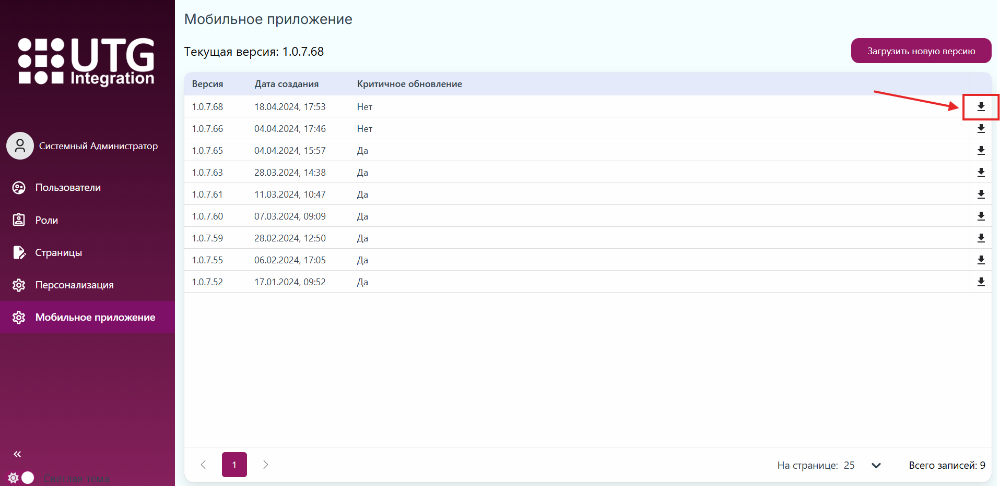 UTG
Integration
Системный Администратор
Пользователи
Роли
Страницы
Персонализация
Мобильное приложение
Светлая тема
Мобильное приложение
Текущая версия: 1.0.7.68
Загрузить новую версию
Версия Дата создания Критичное обновление
1.0.7.68 18.04.2024, 17:53 Нет
1.0.7.66 04.04.2024, 17:46 Нет
1.0.7.65 04.04.2024, 15:57 Да
1.0.7.63 28.03.2024, 14:38 Да
1.0.7.61 11.03.2024, 10:47 Да
1.0.7.60 07.03.2024, 09:09 Да
1.0.7.59 28.02.2024, 12:50 Да
1.0.7.55 06.02.2024, 17:05 Да
1.0.7.52 17.01.2024, 09:52 Да
1
На странице: 25
Всего записей: 9